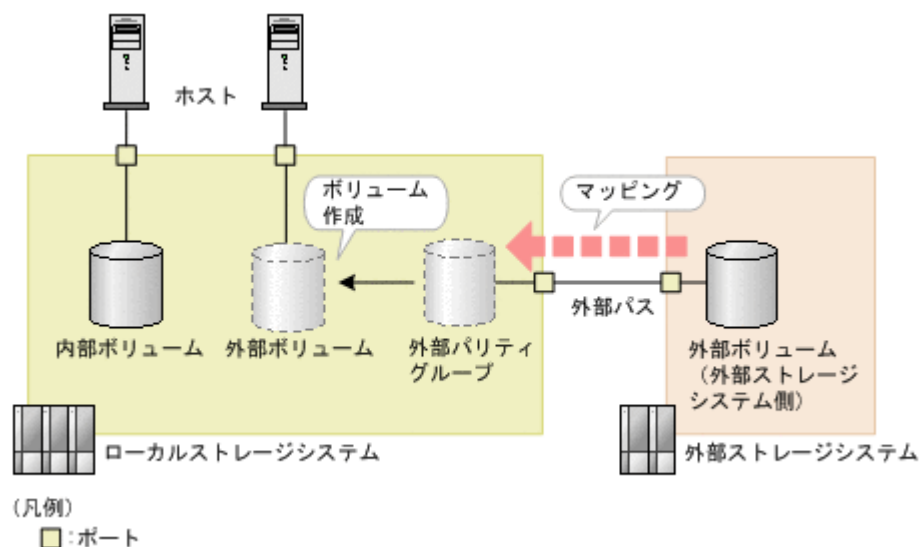 ホスト
ボリューム
作成
マッピング
外部パス
内部ボリューム
外部ボリューム
外部パリティ
グループ
外部ボリューム
（外部ストレージ
システム側）
ローカルストレージシステム
外部ストレージシステム
（凡例）
：ポート